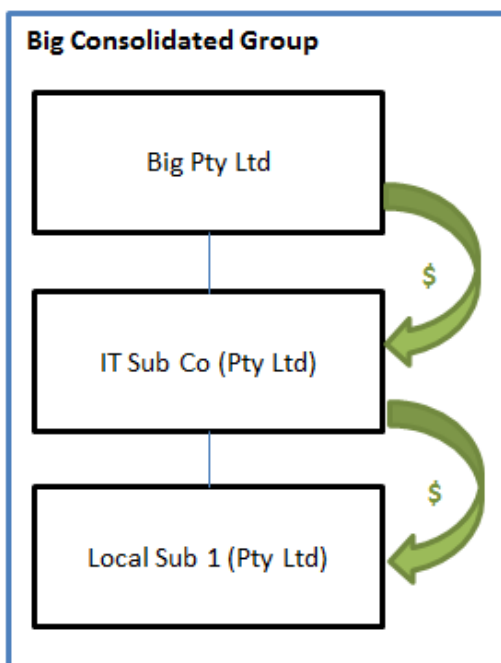 Big Consolidated Group
Big Pty Ltd
$
IT Sub Co (Pty Ltd)
$
Local Sub 1 (Pty Ltd)